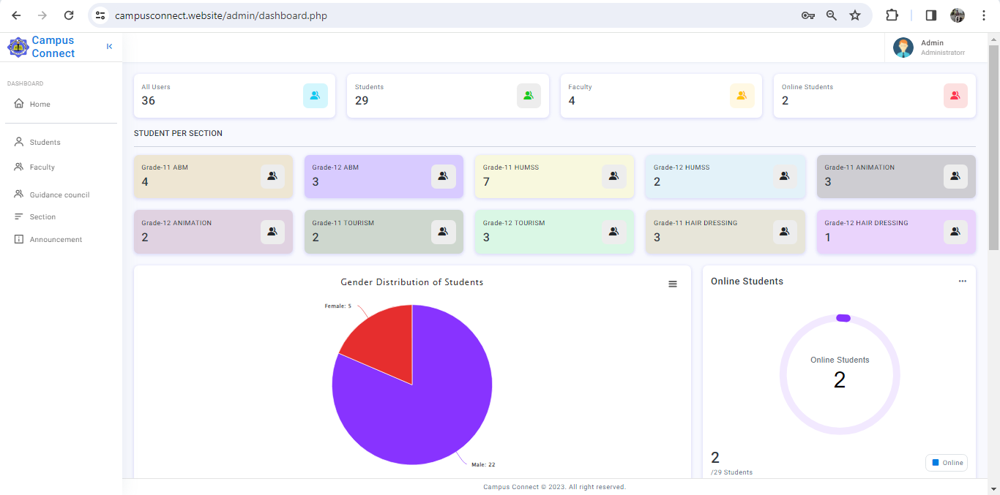 campusconnect.website/admin/dashboard.php
Campus
Connect
Admin
Administratorr
DASHBOARD
Home
Students
Faculty
Guidance council
Section
Announcement
All Users
36
Students
29
Faculty
4
Online Students
2
STUDENT PER SECTION
Grade-11 ABM
4
Grade-12 ABM
3
Grade-11 HUMSS
7
Grade-12 HUMSS
2
Grade-11 ANIMATION
3
Grade-12 ANIMATION
2
Grade-11 TOURISM
2
Grade-12 TOURISM
3
Grade-11 HAIR DRESSING
3
Grade-12 HAIR DRESSING
1
Gender Distribution of Students
Female: 5
Male: 22
Online Students
Online Students
2
2
/29 Students
Online
Campus Connect © 2023. All right reserved.